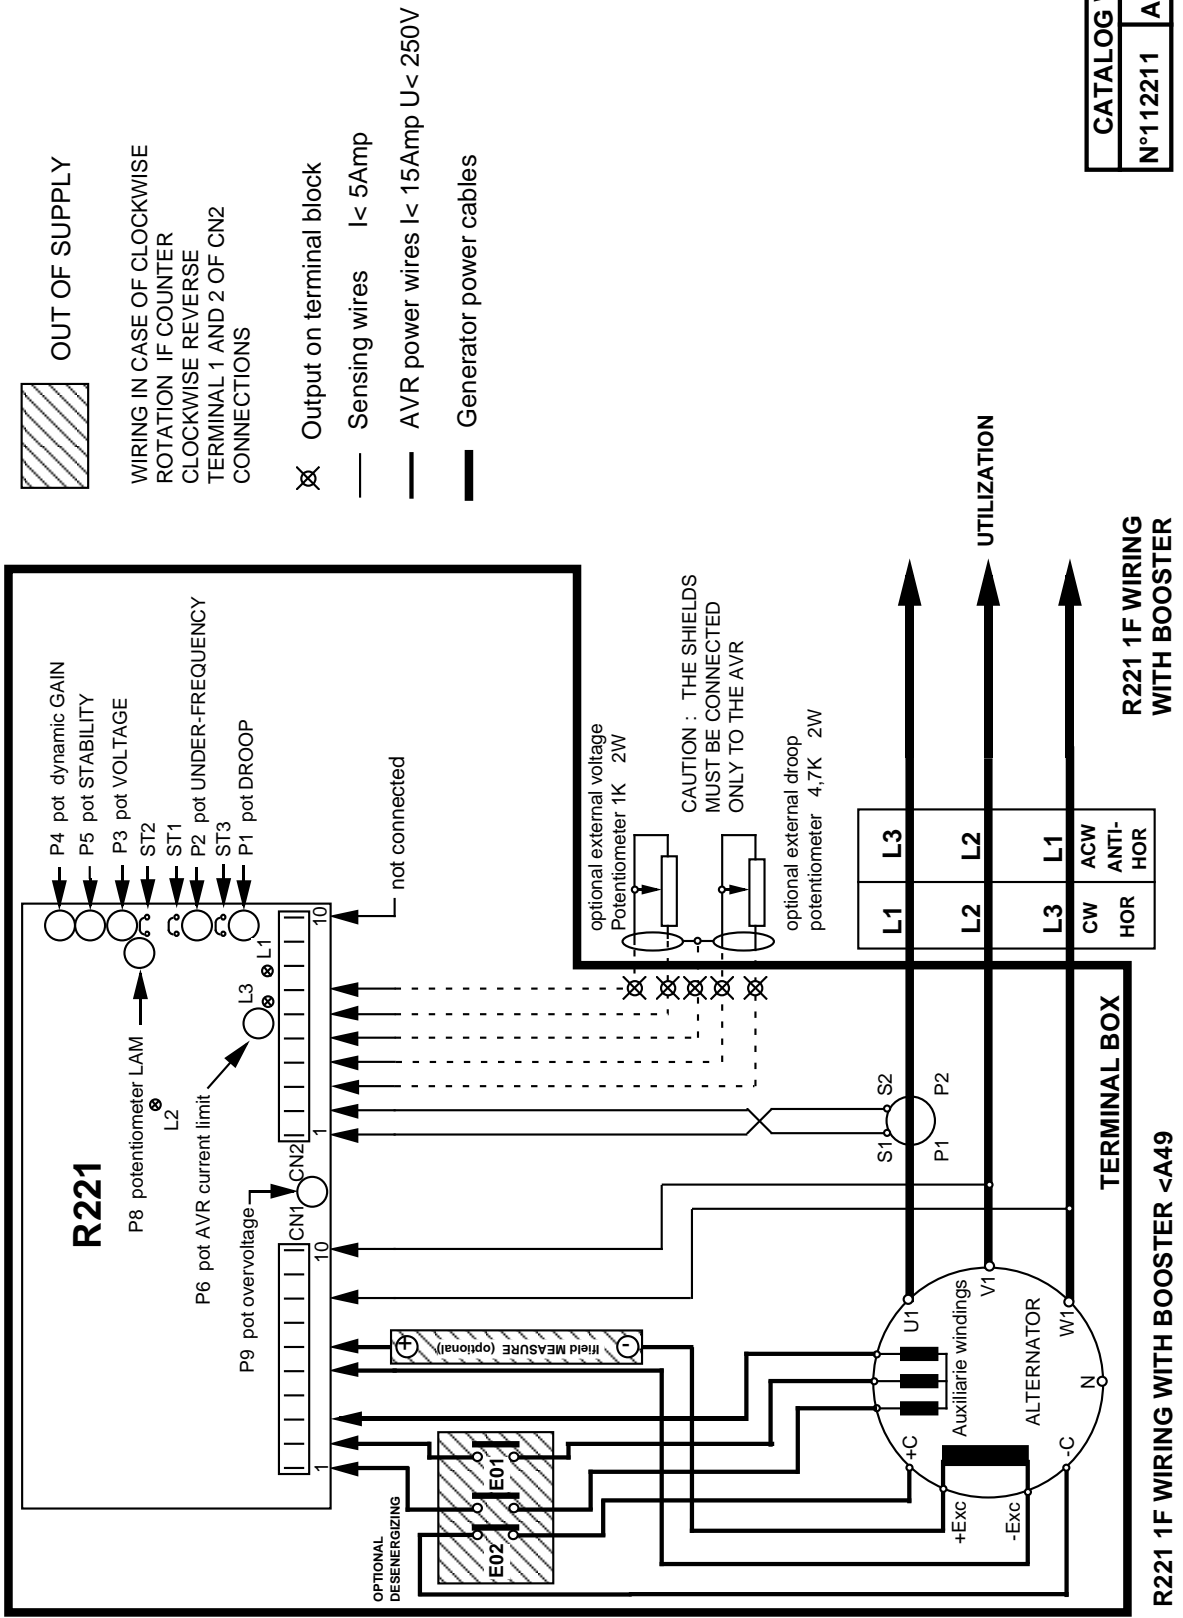 R221
P4 pot dynamic GAIN
P5 pot STABILITY
P3 pot VOLTAGE
ST2
ST1
P2 pot UNDER-FREQUENCY
ST3
P1 pot DROOP
P8 potentiometer LAM
L2
P6 pot AVR current limit
L3
L1
P9 pot overvoltage
CN1
CN2
1
10
1
10
not connected
OUT OF SUPPLY
WIRING IN CASE OF CLOCKWISE
ROTATION IF COUNTER
CLOCKWISE REVERSE
TERMINAL 1 AND 2 OF CN2
CONNECTIONS
Output on terminal block
Sensing wires I< 5Amp
AVR power wires I< 15Amp U< 250V
Generator power cables
optional external voltage
Potentiometer 1K 2W
CAUTION : THE SHIELDS
MUST BE CONNECTED
ONLY TO THE AVR
optional external droop
potentiometer 4,7K 2W
OPTIONAL
DESENERGIZING
E02
E01
+
Ifield MEASURE (optional)
-
S1
S2
P1
P2
L1 L3
L2 L2
L3 L1
CW ACW
HOR ANTI-
HOR
UTILIZATION
+C
-C
+Exc
-Exc
U1
V1
W1
N
Auxiliarie windings
ALTERNATOR
TERMINAL BOX
R221 1F WIRING
WITH BOOSTER
R221 1F WIRING WITH BOOSTER <A49
CATALOG
N°112211 A